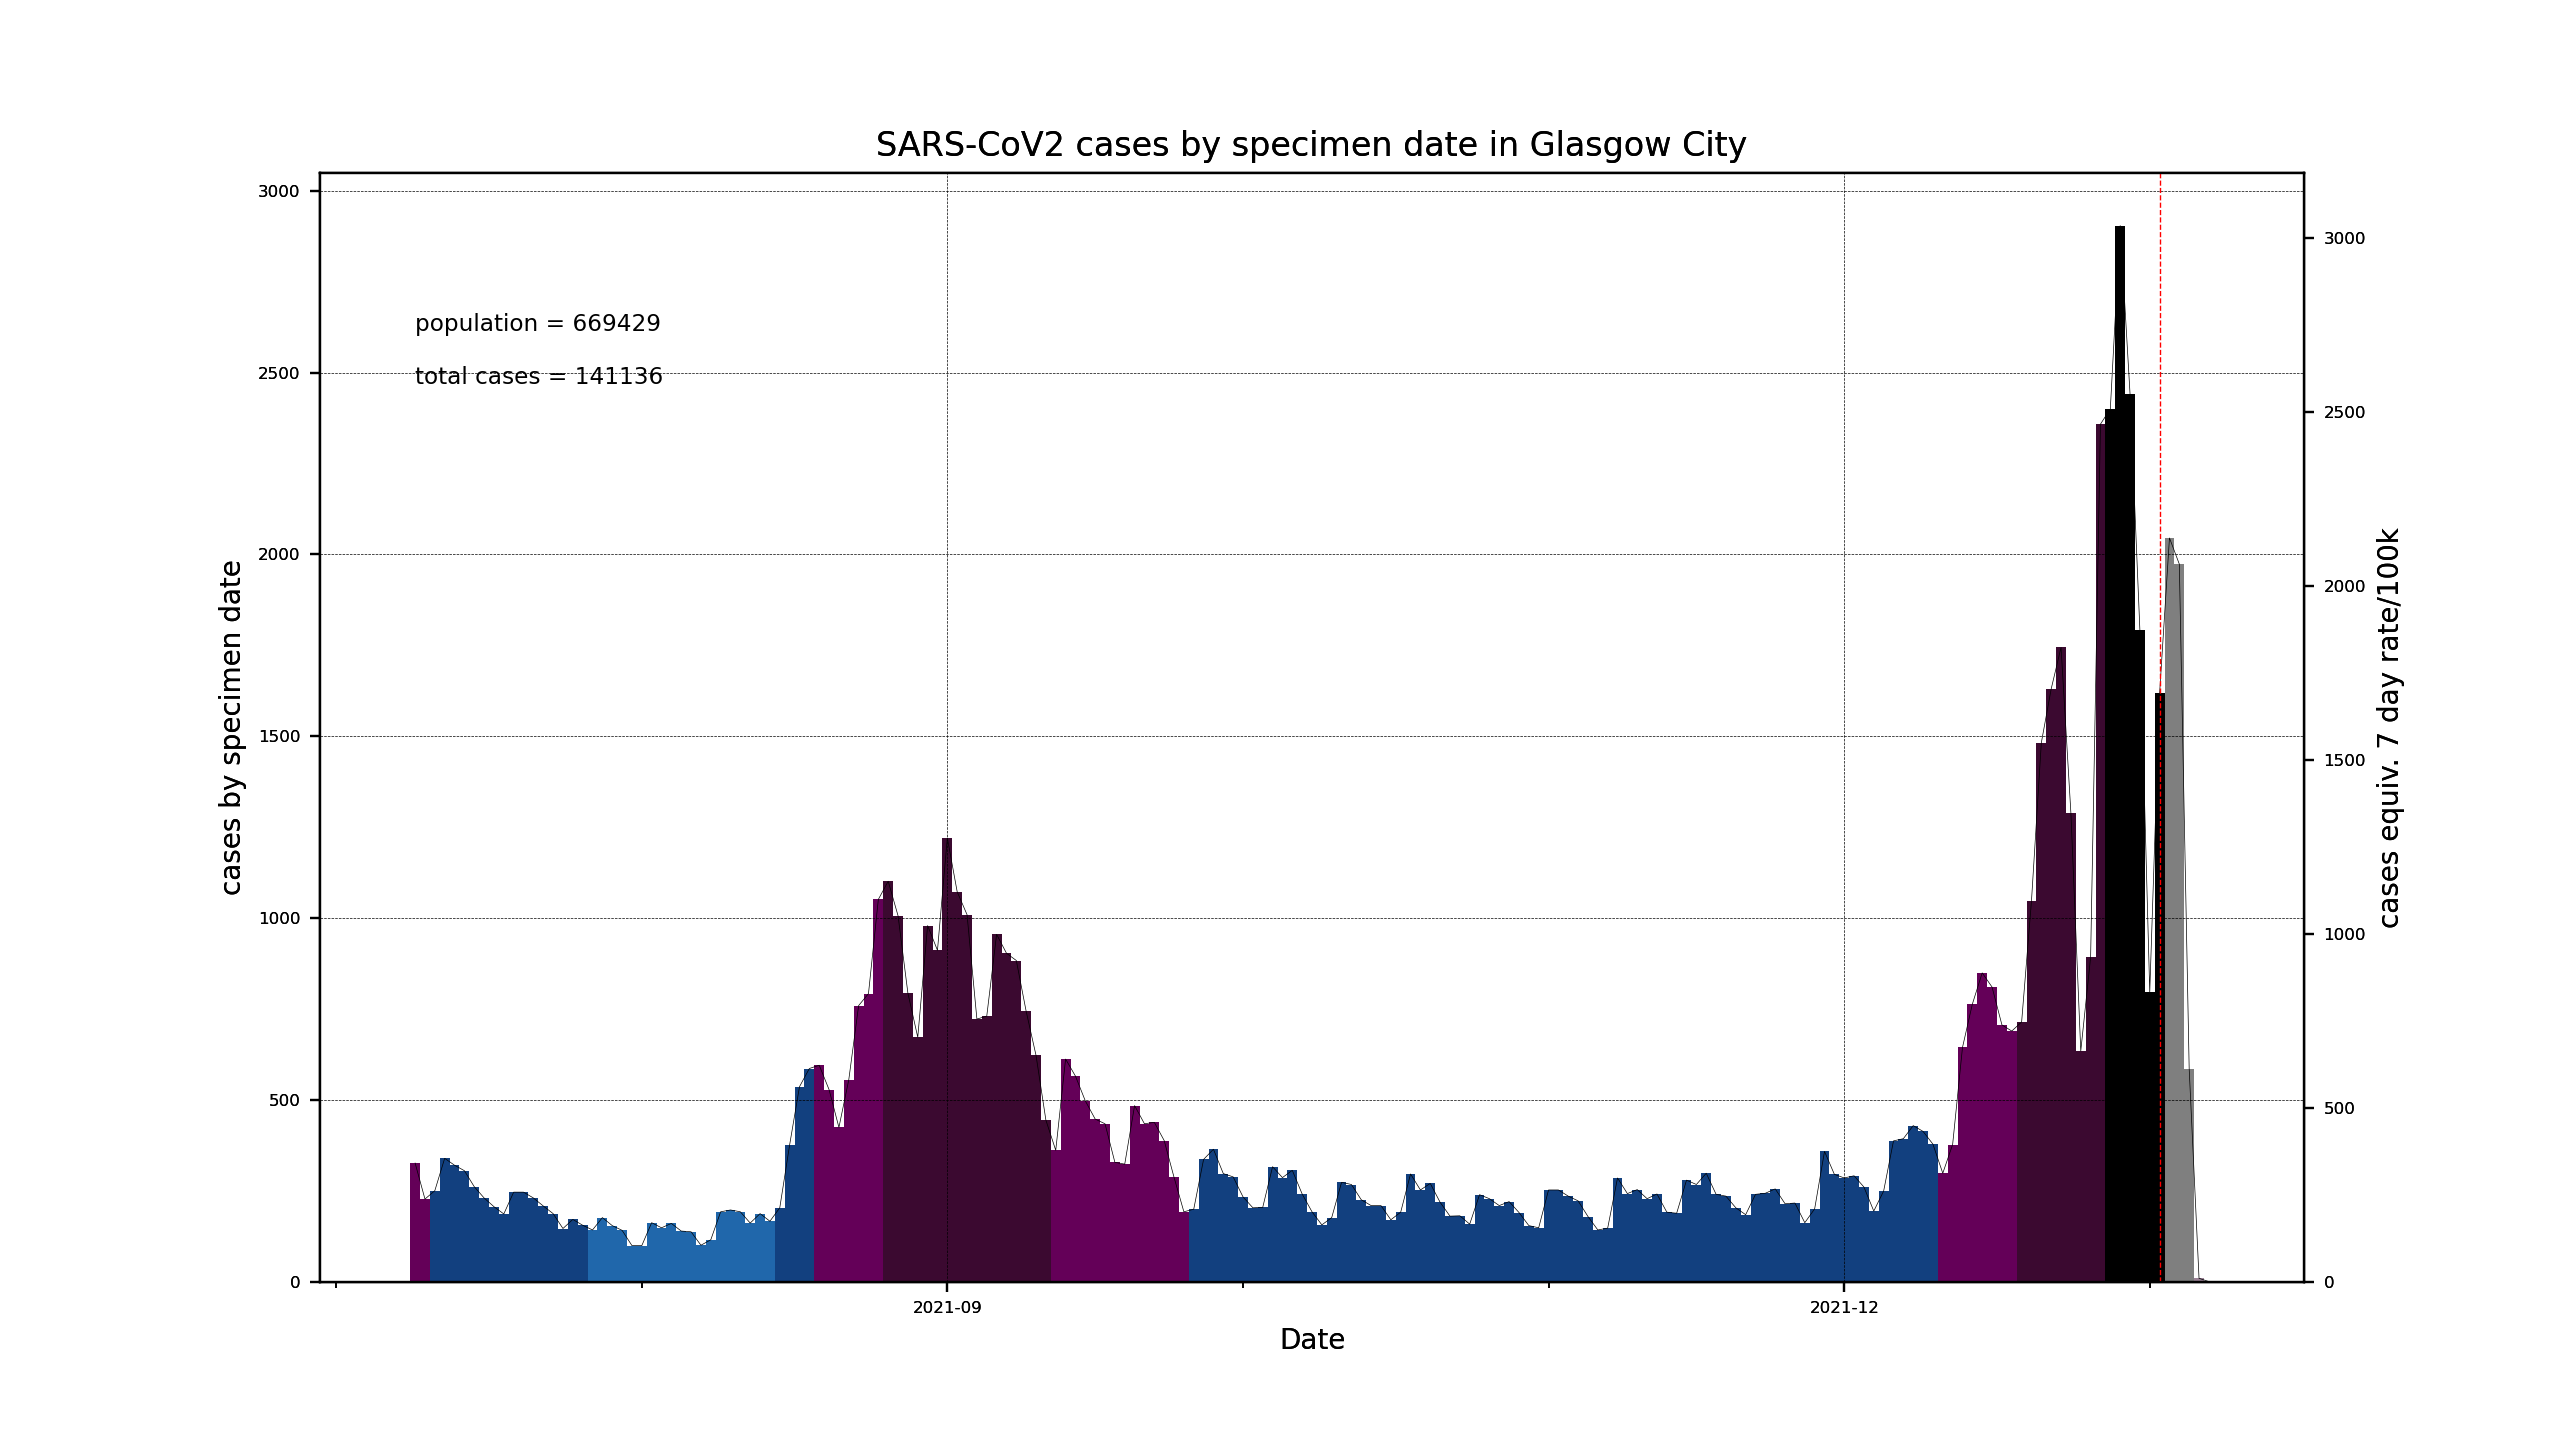 SARS-CoV2 cases by specimen date in Glasgow City
population = 669429
total cases = 141136
cases by specimen date
3000
2500
2000
1500
1000
500
0
3000
2500
2000
1500
1000
500
0
cases equiv. 7 day rate/100k
2021-09
2021-12
Date